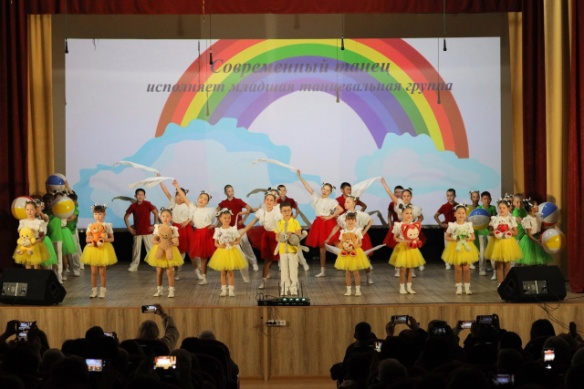 Современный танец
исполняет младшая танцевальная группа